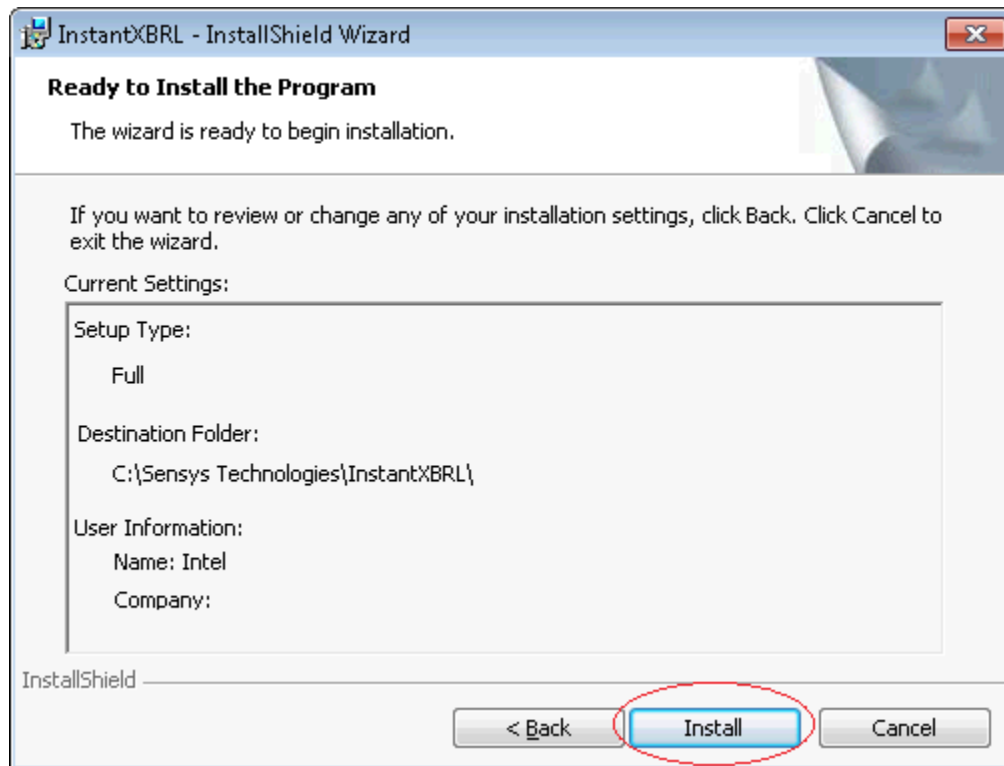 InstantXBRL - InstallShield Wizard
Ready to Install the Program
The wizard is ready to begin installation.
If you want to review or change any of your installation settings, click Back. Click Cancel to
exit the wizard.
Current Settings:
Setup Type:
Full
Destination Folder:
C:\Sensys Technologies\InstantXBRL\
User Information:
Name: Intel
Company:
InstallShield
< Back
Install
Cancel